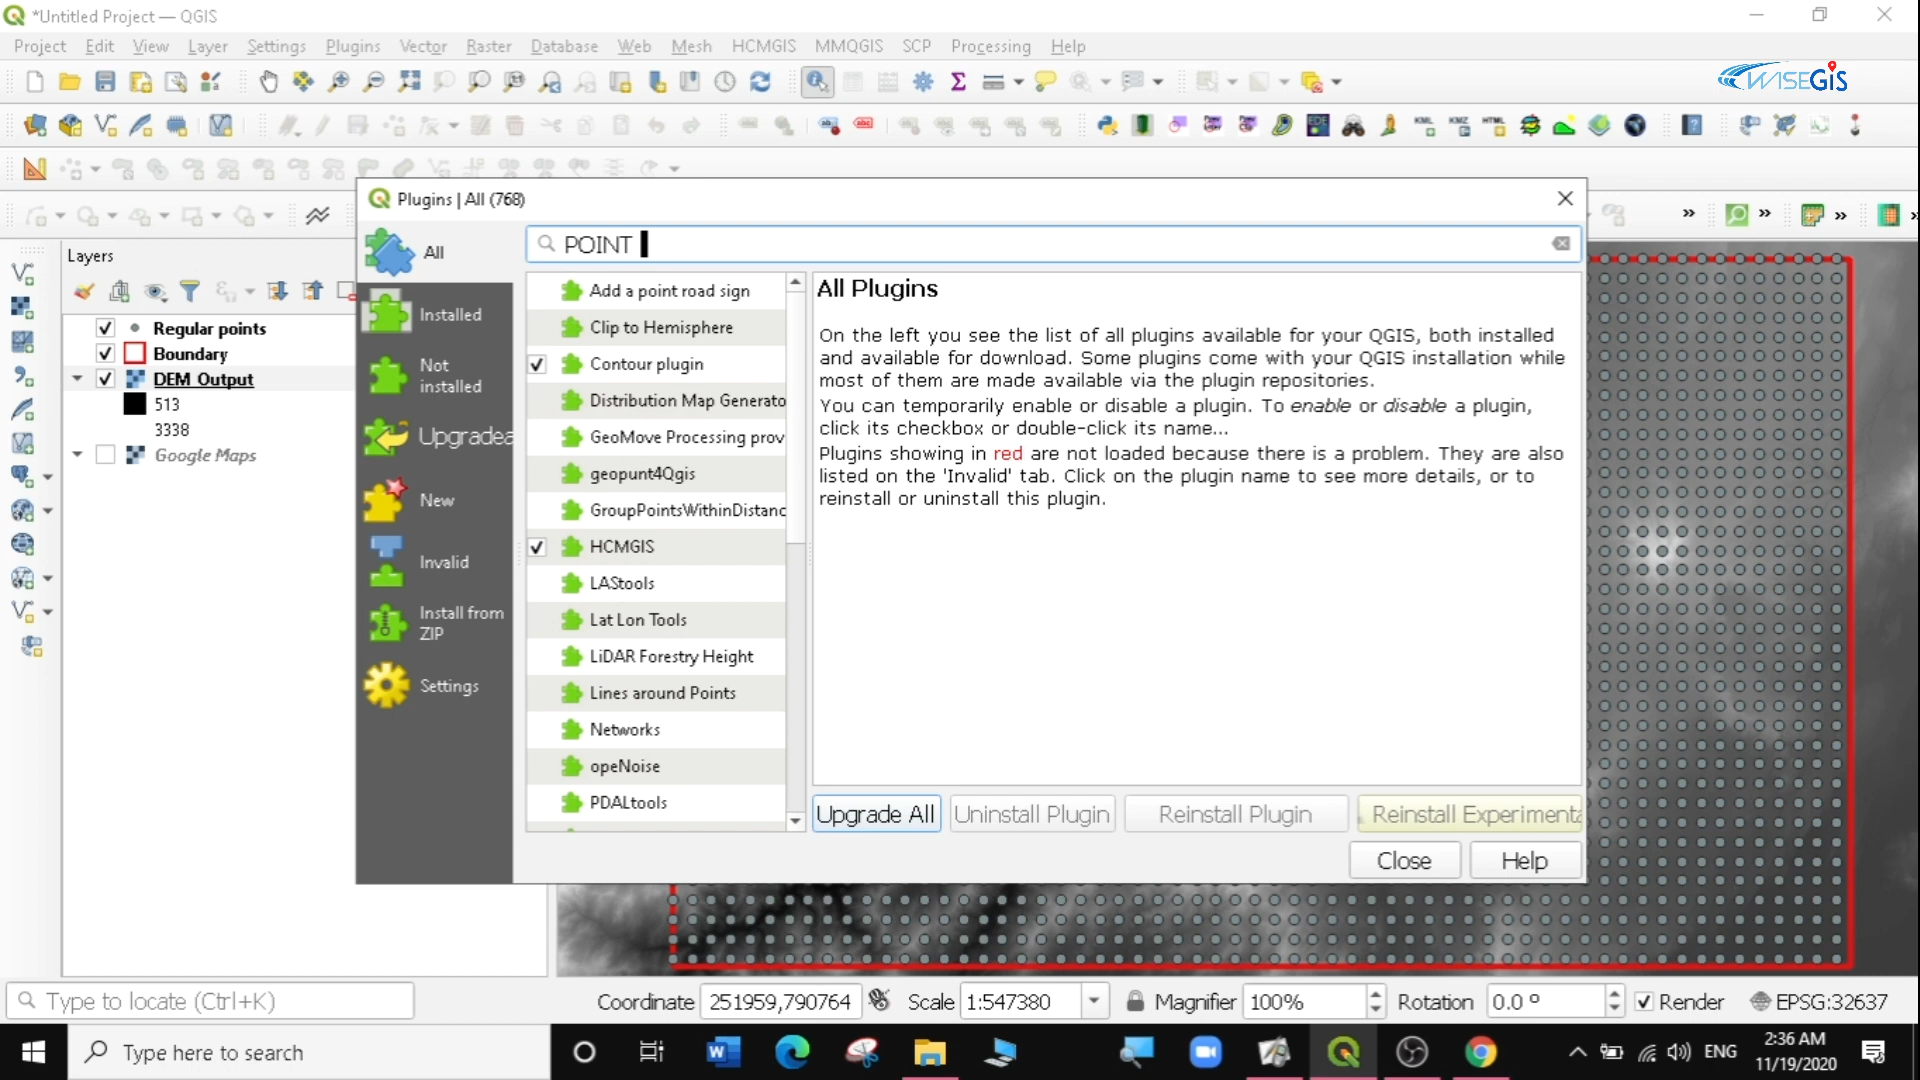 *Untitled Project — QGIS
Project Edit View Layer Settings Plugins Vector Raster Database Web Mesh HCMGIS MMQGIS SCP Processing Help
WISEGIS
Plugins | All (768)
POINT
All
Installed
Not
installed
Upgradea
New
Invalid
Install from
ZIP
Settings
Add a point road sign
Clip to Hemisphere
Contour plugin
Distribution Map Generato
GeoMove Processing prov
geopunt4Qgis
GroupPointsWithinDistanc
HCMGIS
LAStools
Lat Lon Tools
LiDAR Forestry Height
Lines around Points
Networks
opeNoise
PDALtools
All Plugins
On the left you see the list of all plugins available for your QGIS, both installed
and available for download. Some plugins come with your QGIS installation while
most of them are made available via the plugin repositories.
You can temporarily enable or disable a plugin. To enable or disable a plugin,
click its checkbox or double-click its name...
Plugins showing in red are not loaded because there is a problem. They are also
listed on the 'Invalid' tab. Click on the plugin name to see more details, or to
reinstall or uninstall this plugin.
Upgrade All Uninstall Plugin Reinstall Plugin Reinstall Experimenta
Close Help
Layers
Regular points
Boundary
DEM Output
513
3338
Google Maps
Type to locate (Ctrl+K) Coordinate 251959,790764 Scale 1:547380 Magnifier 100% Rotation 0.0 ° Render EPSG:32637
Type here to search ENG 2:36 AM
11/19/2020